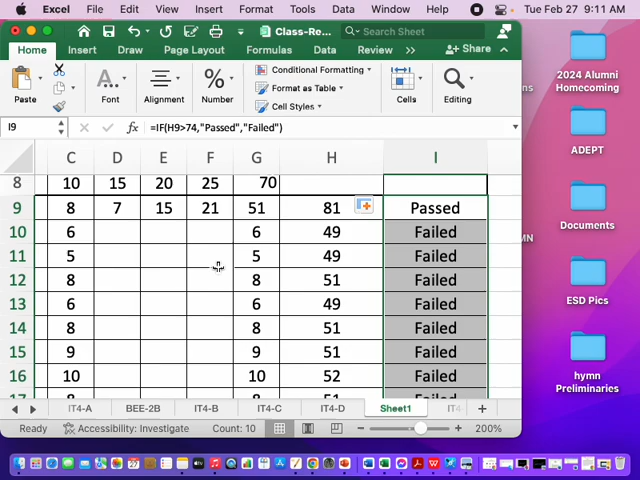 Excel File Edit View Insert Format Tools Data Window Help Tue Feb 27 9:11 AM
Class-Re... Search Sheet
Home Insert Draw Page Layout Formulas Data Review >> Share
Paste Font Alignment Number Conditional Formatting Format as Table Cell Styles Cells Editing
I9 fx =IF(H9>74,"Passed","Failed")
C D E F G H I
8 10 15 20 25 70
9 8 7 15 21 51 81 Passed
10 6 6 49 Failed
11 5 5 49 Failed
12 8 8 51 Failed
13 6 6 49 Failed
14 8 8 51 Failed
15 9 9 51 Failed
16 10 10 52 Failed
IT4-A BEE-2B IT4-B IT4-C IT4-D Sheet1 IT4 +
Ready Accessibility: Investigate Count: 10 200%
2024 Alumni
Homecoming
ADEPT
Documents
ESD Pics
hymn
Preliminaries